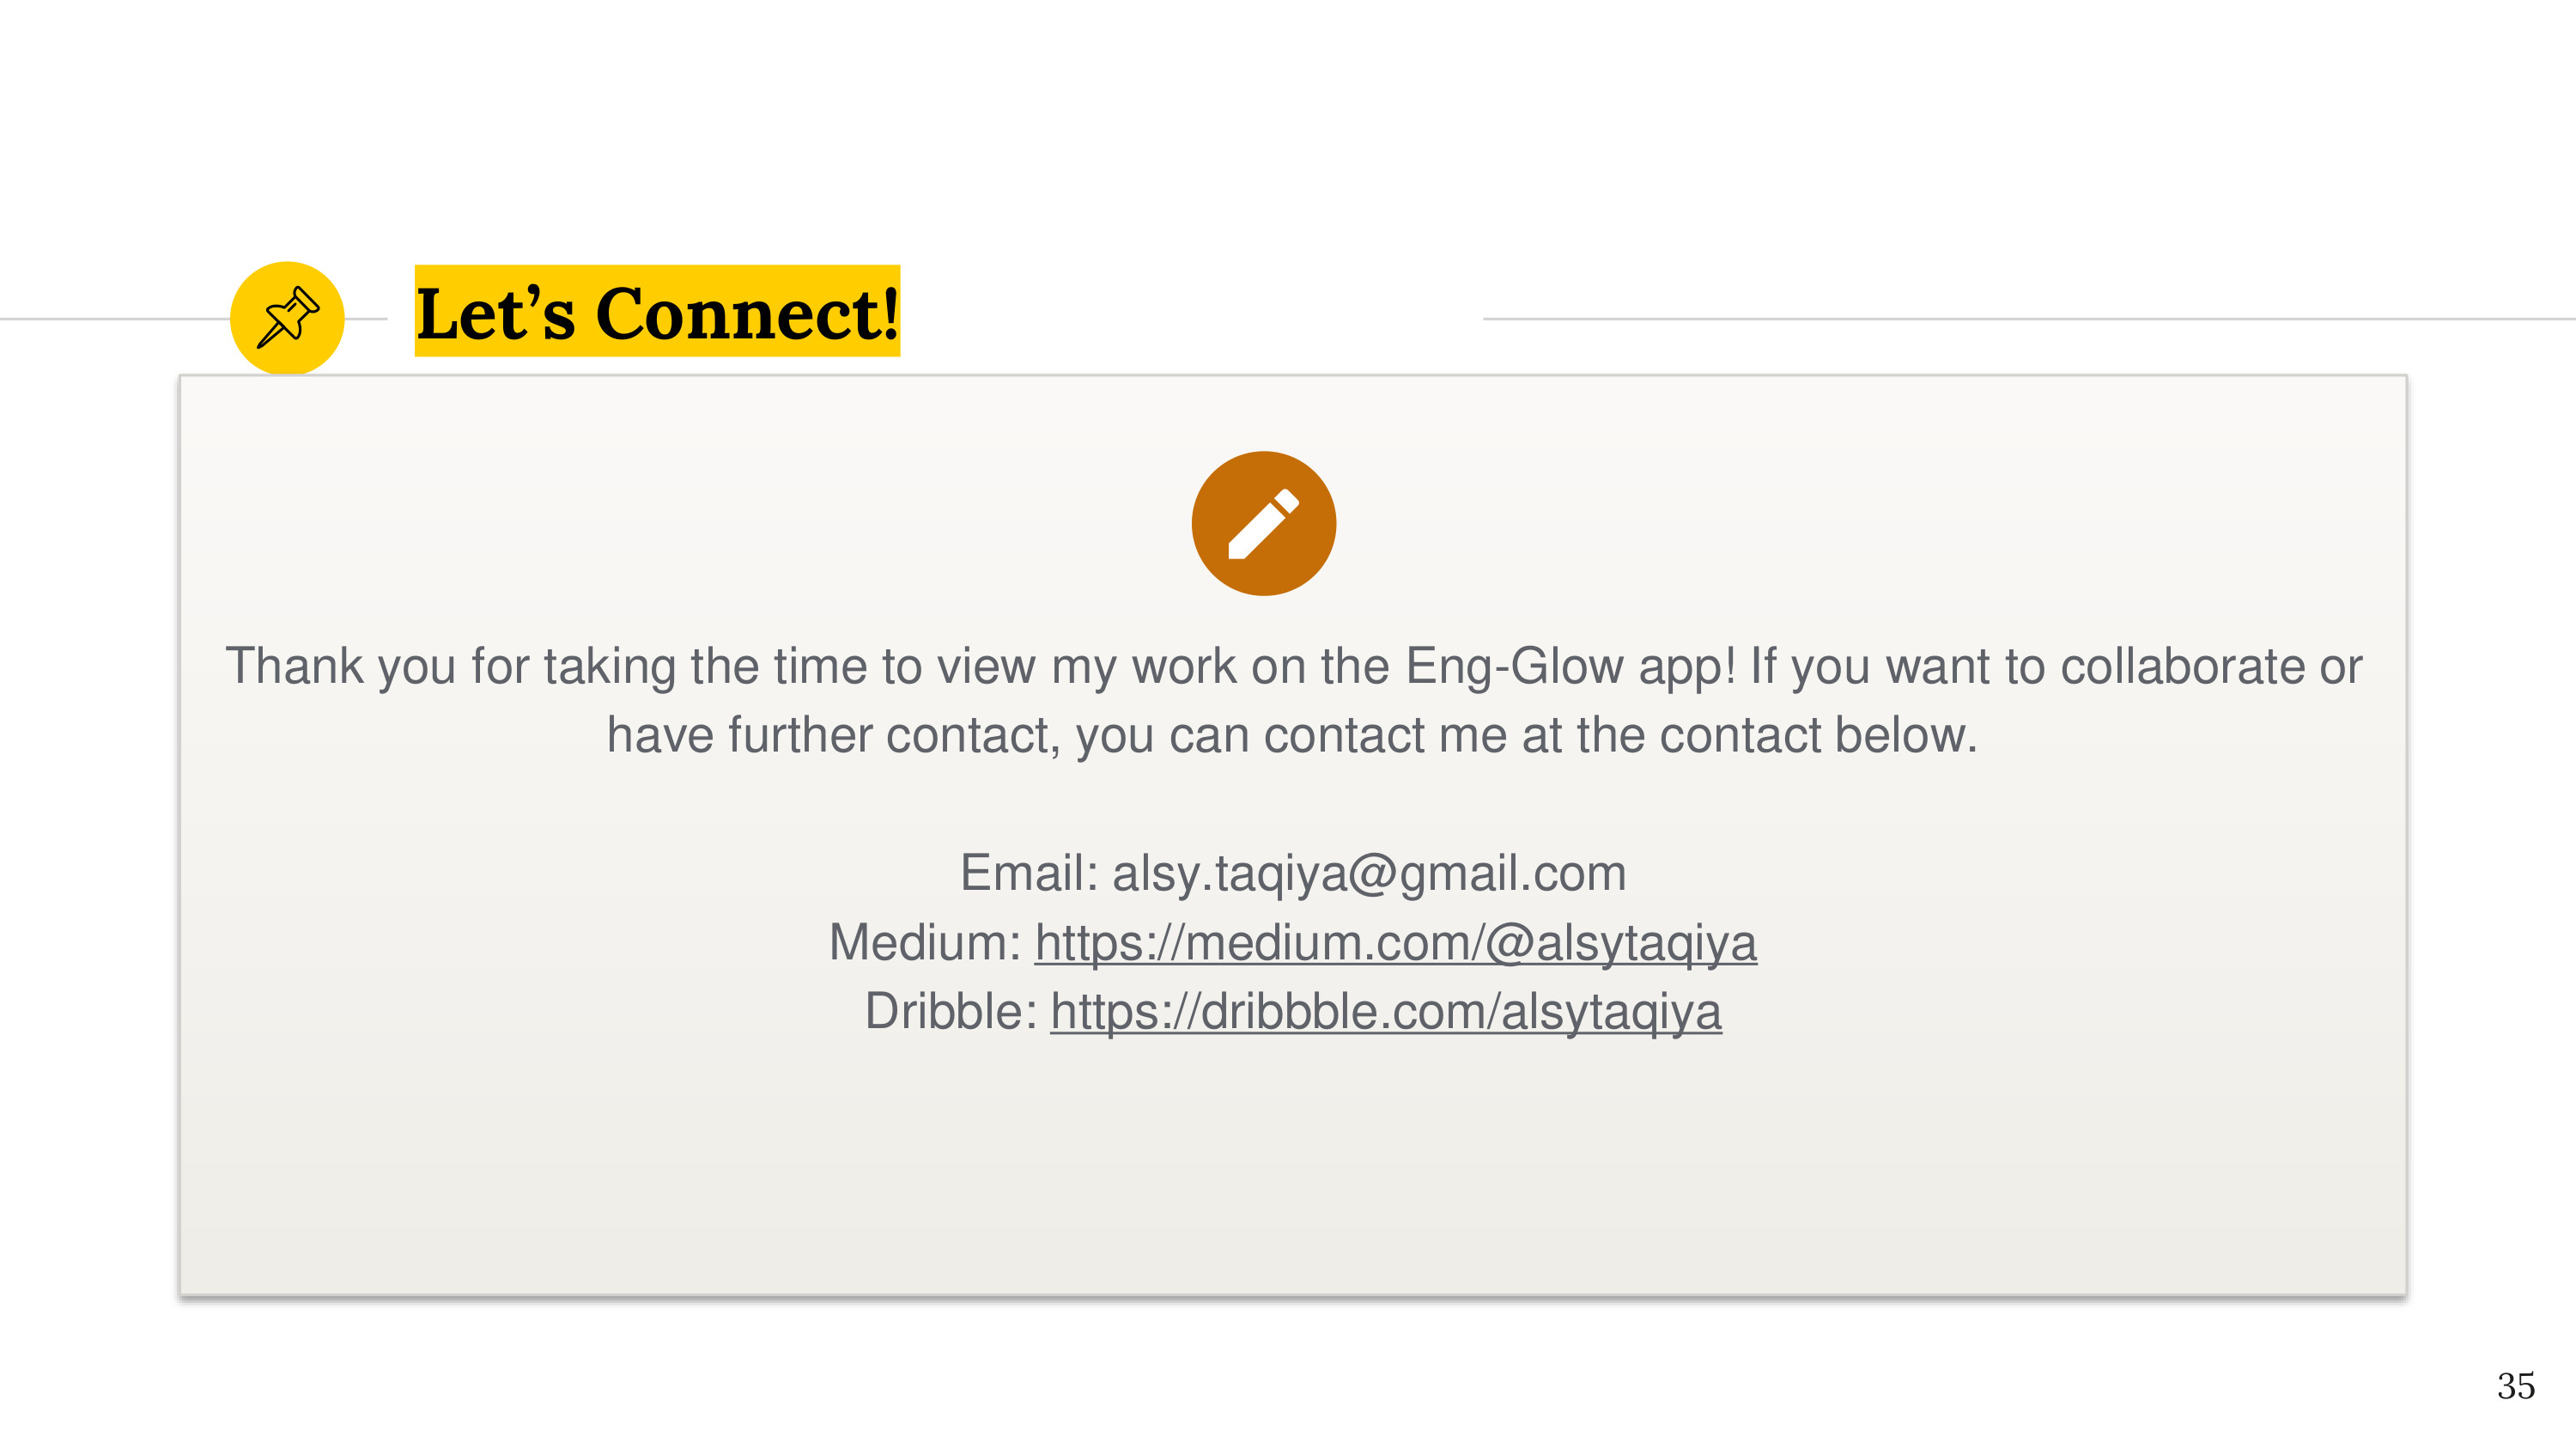 Let’s Connect!
Thank you for taking the time to view my work on the Eng-Glow app! If you want to collaborate or
have further contact, you can contact me at the contact below.
Email: alsy.taqiya@gmail.com
Medium: https://medium.com/@alsytaqiya
Dribble: https://dribbble.com/alsytaqiya
35